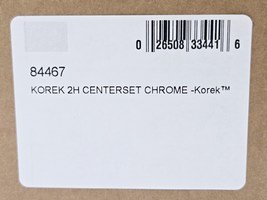 0 26508 33441 6
84467
KOREK 2H CENTERSET CHROME -Korek™